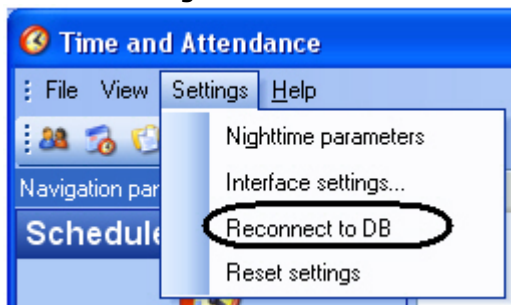 Time and Attendance
File View Settings Help
Nighttime parameters
Navigation pa
Interface settings...
Schedule
Reconnect to DB
Reset settings